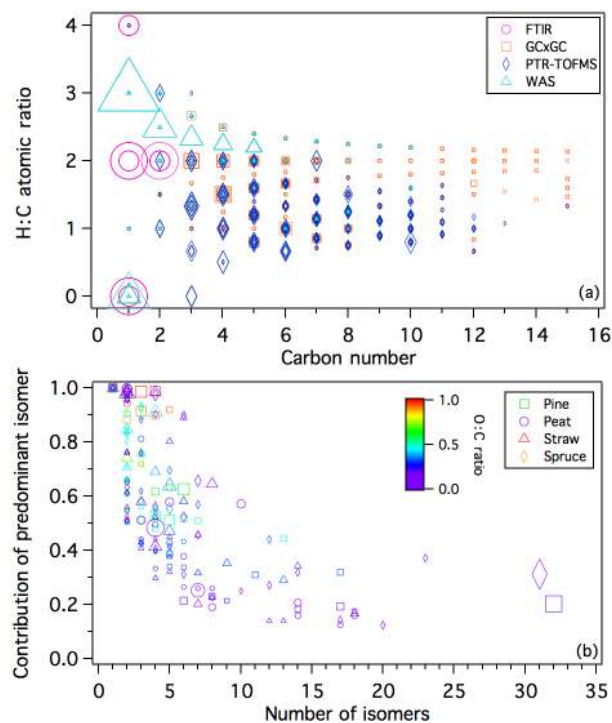 4
3
2
1
0
H:C atomic ratio
FTIR
GCxGC
PTR-TOFMS
WAS
(a)
0 2 4 6 8 10 12 14 16
Carbon number
1.0
0.8
0.6
0.4
0.2
0.0
Contribution of predominant isomer
1.0
0.5
0.0
O:C ratio
Pine
Peat
Straw
Spruce
(b)
0 5 10 15 20 25 30 35
Number of isomers